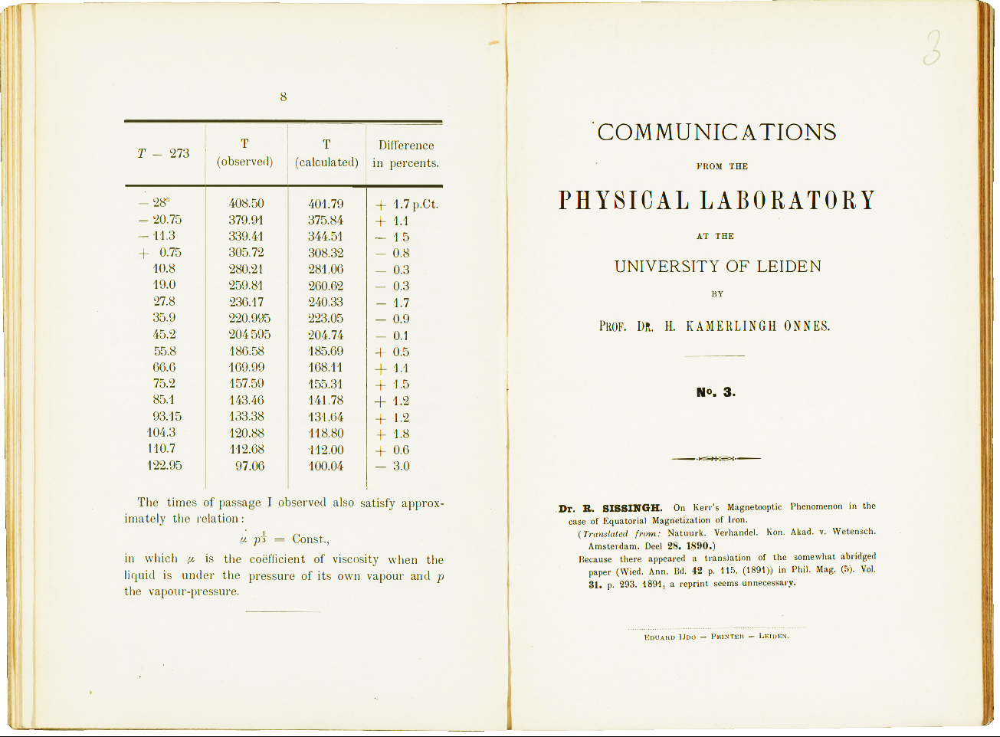 8
T — 273 T (observed) T (calculated) Difference in percents.
— 28° 408.50 401.79 + 1.7 p.Ct.
— 20.75 379.91 375.84 + 1.1
— 11.3 339.41 344.51 — 1 5
+ 0.75 305.72 308.32 — 0.8
10.8 280.21 281.06 — 0.3
19.0 259.81 260.62 — 0.3
27.8 236.17 240.33 — 1.7
35.9 220.995 223.05 — 0.9
45.2 204 595 204.74 — 0.1
55.8 186.58 185.69 + 0.5
66.6 169.99 168.11 + 1.1
75.2 157.59 155.31 + 1.5
85.1 143.46 141.78 + 1.2
93.15 133.38 131.64 + 1.2
104.3 120.88 118.80 + 1.8
110.7 112.68 112.00 + 0.6
122.95 97.06 100.04 — 3.0
The times of passage I observed also satisfy approx-
imately the relation :
= Const.,
in which μ is the coëfficient of viscosity when the
liquid is under the pressure of its own vapour and p
the vapour-pressure.
3
COMMUNICATIONS
FROM THE
PHYSICAL LABORATORY
AT THE
UNIVERSITY OF LEIDEN
BY
PROF. DR. H. KAMERLINGH ONNES.
No. 3.
Dr. R. SISSINGH. On Kerr's Magnetooptic Phenomenon in the
case of Equatorial Magnetization of Iron.
(Translated from: Natuurk. Verhandel. Kon. Akad. v. Wetensch.
Amsterdam. Deel 28. 1890.)
Because there appeared a translation of the somewhat abridged
paper (Wied. Ann. Bd. 42 p. 115. (1891)) in Phil. Mag. (5). Vol.
31. p. 293. 1891, a reprint seems unnecessary.
EDUARD IJDO — PRINTER — LEIDEN.